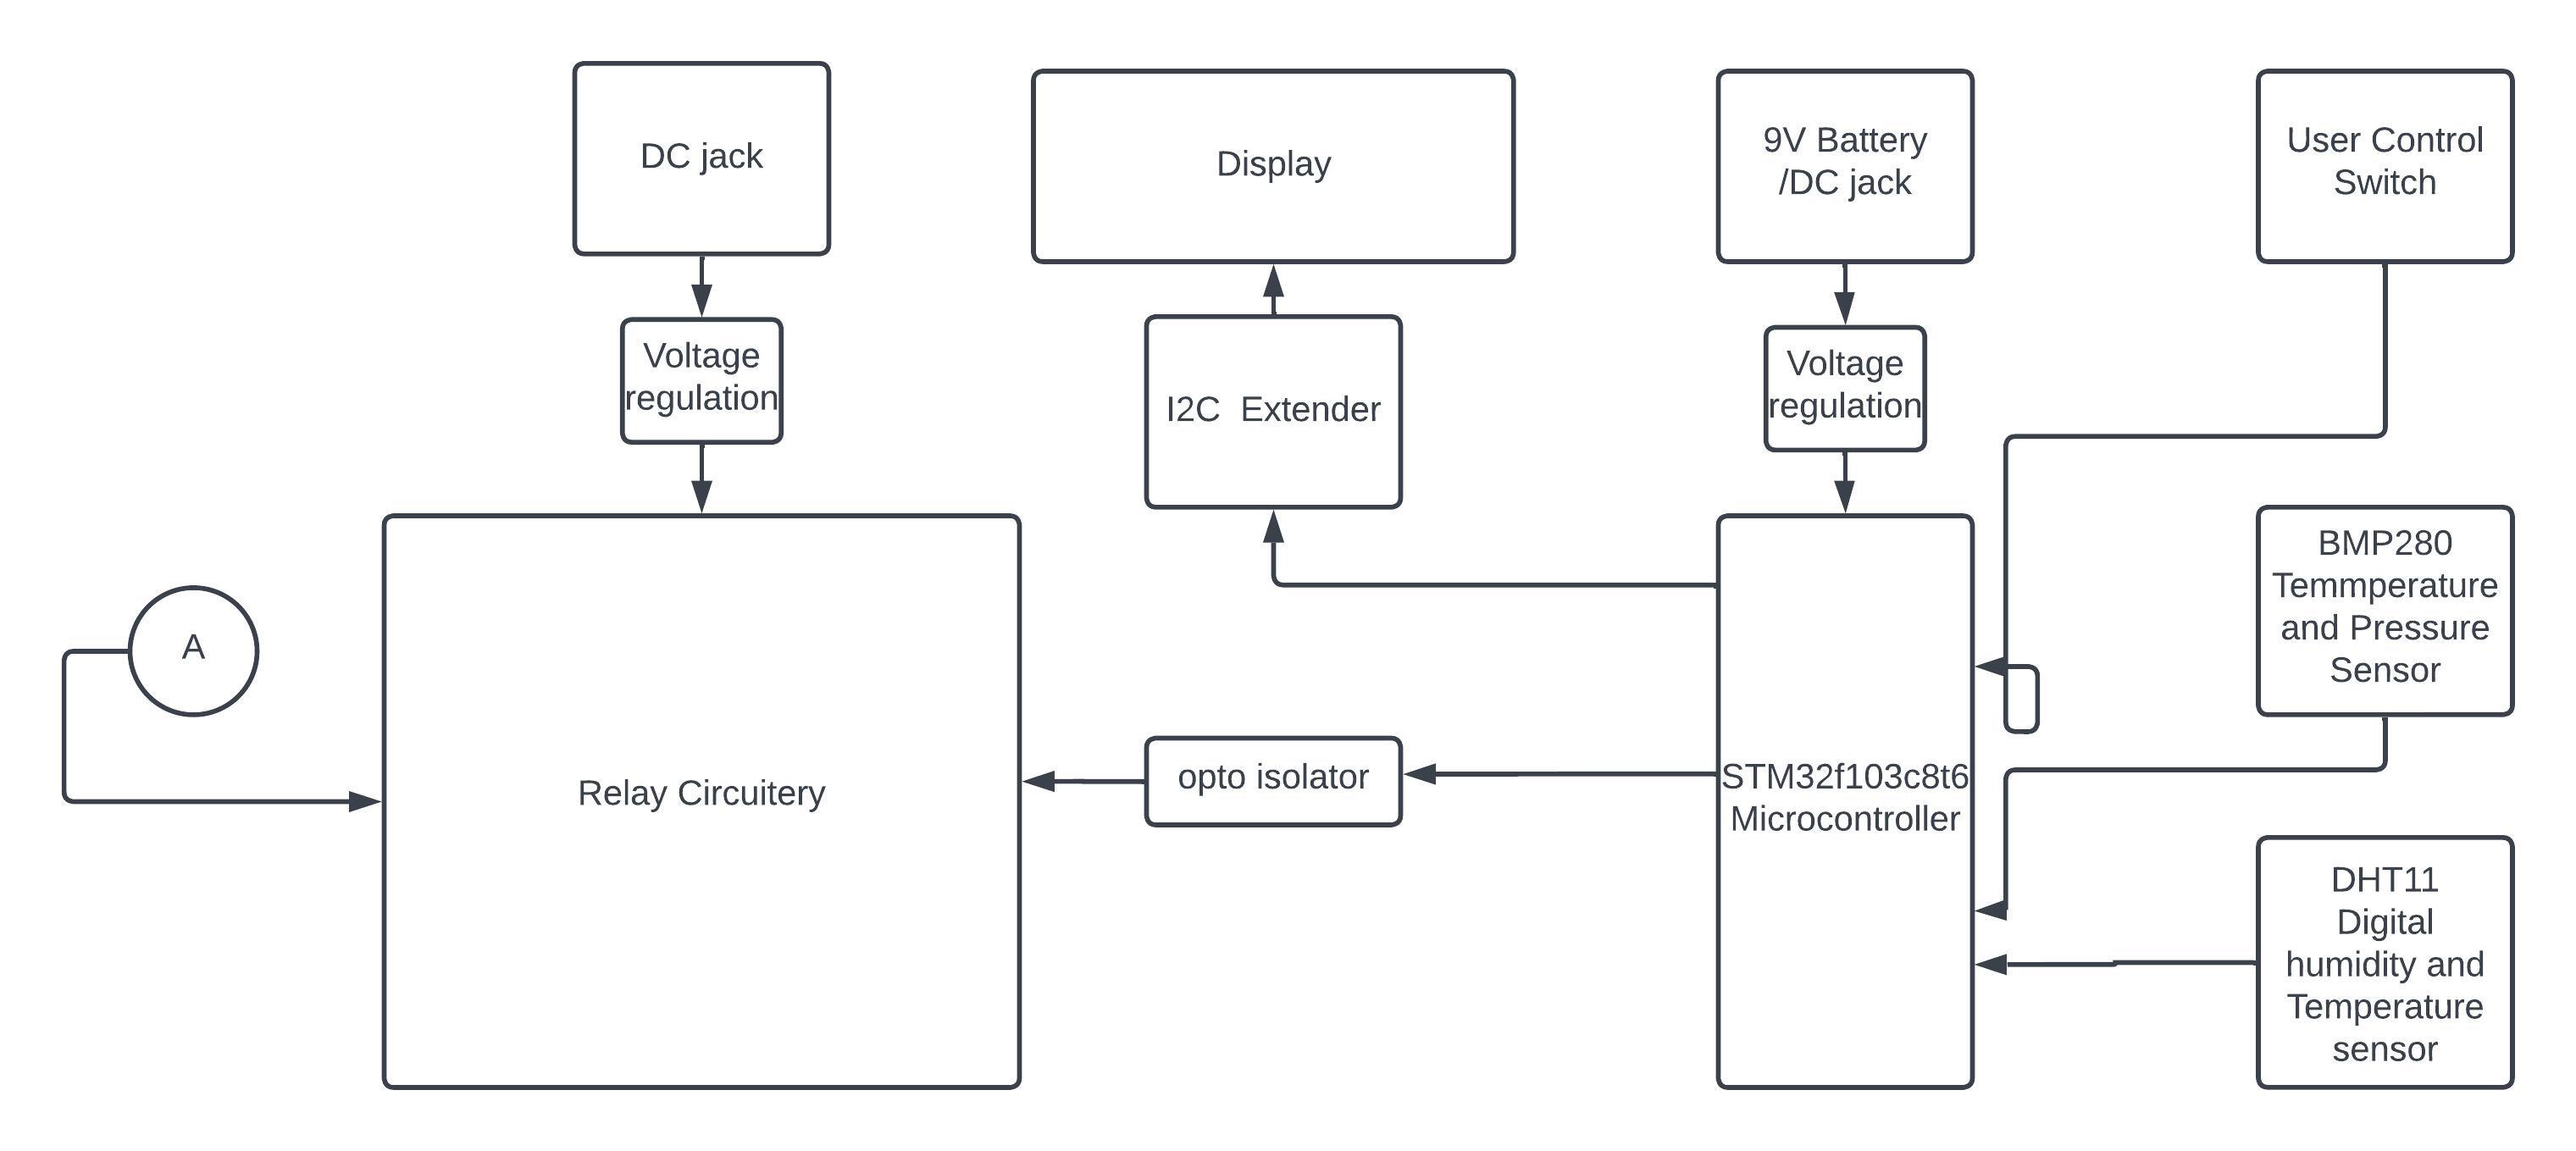 DC jack
Display
9V Battery
/DC jack
User Control
Switch
Voltage
regulation
I2C  Extender
Voltage
regulation
BMP280
Temmperature
and Pressure
Sensor
A
Relay Circuitery
opto isolator
STM32f103c8t6
Microcontroller
DHT11
Digital
humidity and
Temperature
sensor